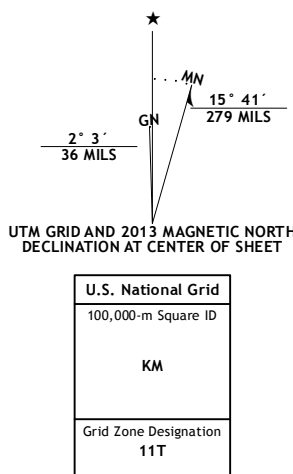 MN
GN
15° 41´
279 MILS
2° 3´
36 MILS
UTM GRID AND 2013 MAGNETIC NORTH
DECLINATION AT CENTER OF SHEET
U.S. National Grid
100,000-m Square ID
KM
Grid Zone Designation
11T